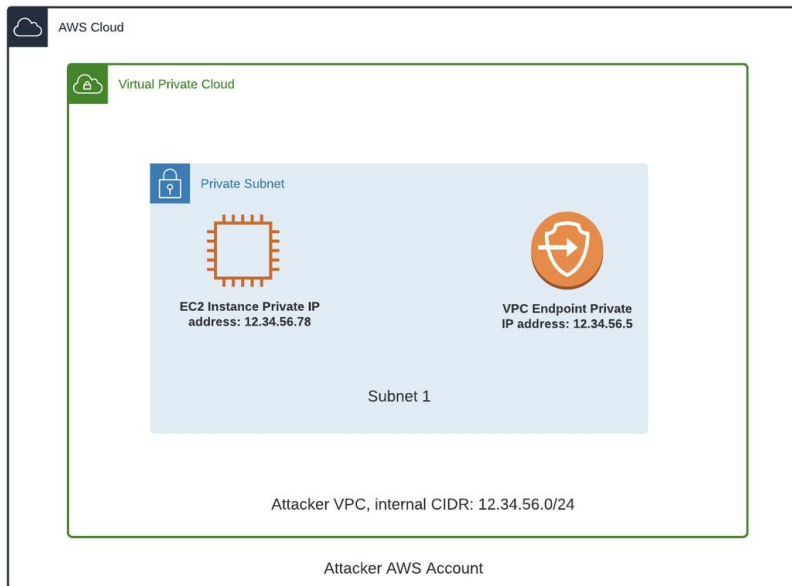 AWS Cloud
Virtual Private Cloud
Private Subnet
EC2 Instance Private IP
address: 12.34.56.78
VPC Endpoint Private
IP address: 12.34.56.5
Subnet 1
Attacker VPC, internal CIDR: 12.34.56.0/24
Attacker AWS Account